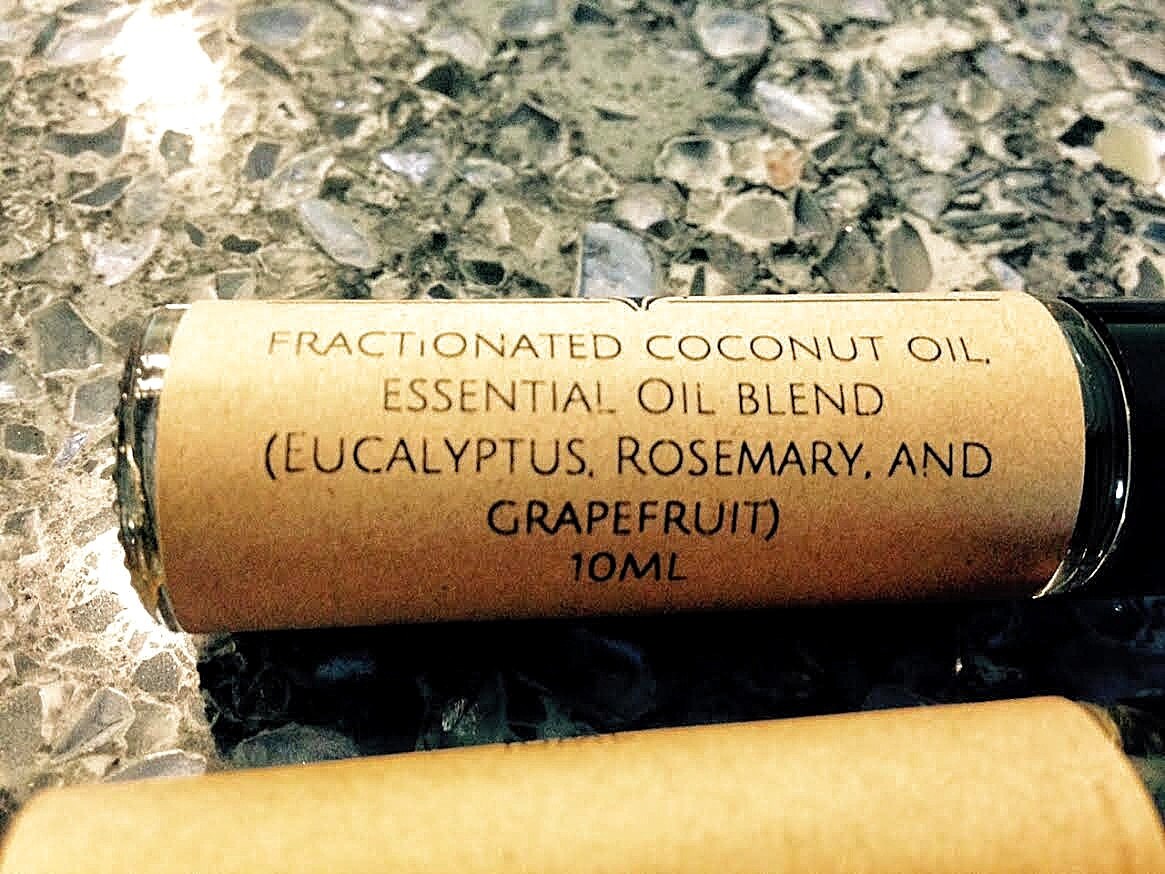 FRACTiONATED COCONUT OIL,
ESSENTIAL OIL BLEND
(EUCALYPTUS, ROSEMARY, AND
GRAPEFRUIT)
10ML